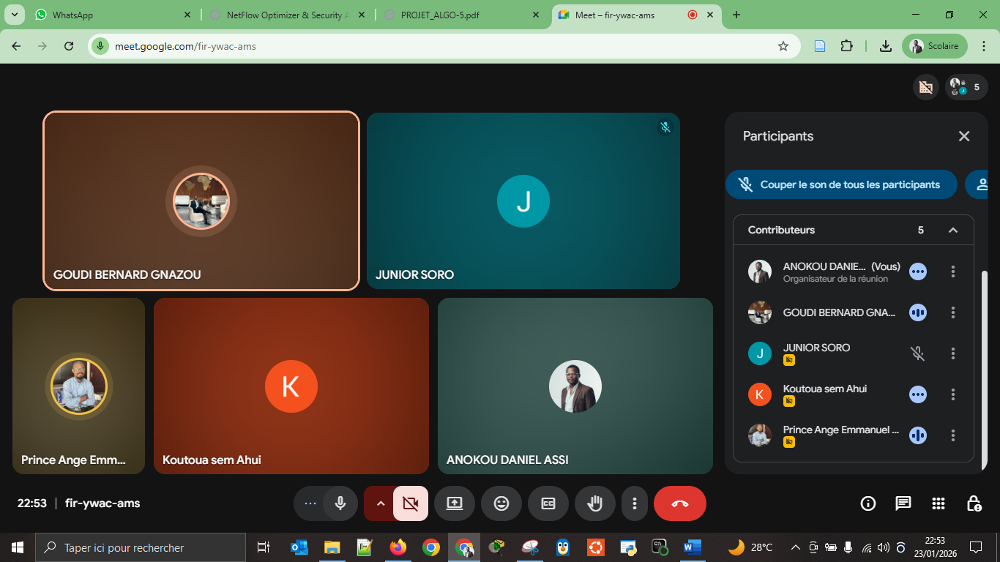 WhatsApp
NetFlow Optimizer & Security A
PROJET_ALGO-5.pdf
Meet – fir-ywac-ams
meet.google.com/fir-ywac-ams
Scolaire
5
J
GOUDI BERNARD GNAZOU
JUNIOR SORO
Participants
Couper le son de tous les participants
Contributeurs 5
ANOKOU DANIE... (Vous)
Organisateur de la réunion
GOUDI BERNARD GNA...
J JUNIOR SORO
K Koutoua sem Ahui
Prince Ange Emmanuel ...
K
Prince Ange Emm...
Koutoua sem Ahui
ANOKOU DANIEL ASSI
22:53 | fir-ywac-ams
Taper ici pour rechercher
28°C
22:53
23/01/2026